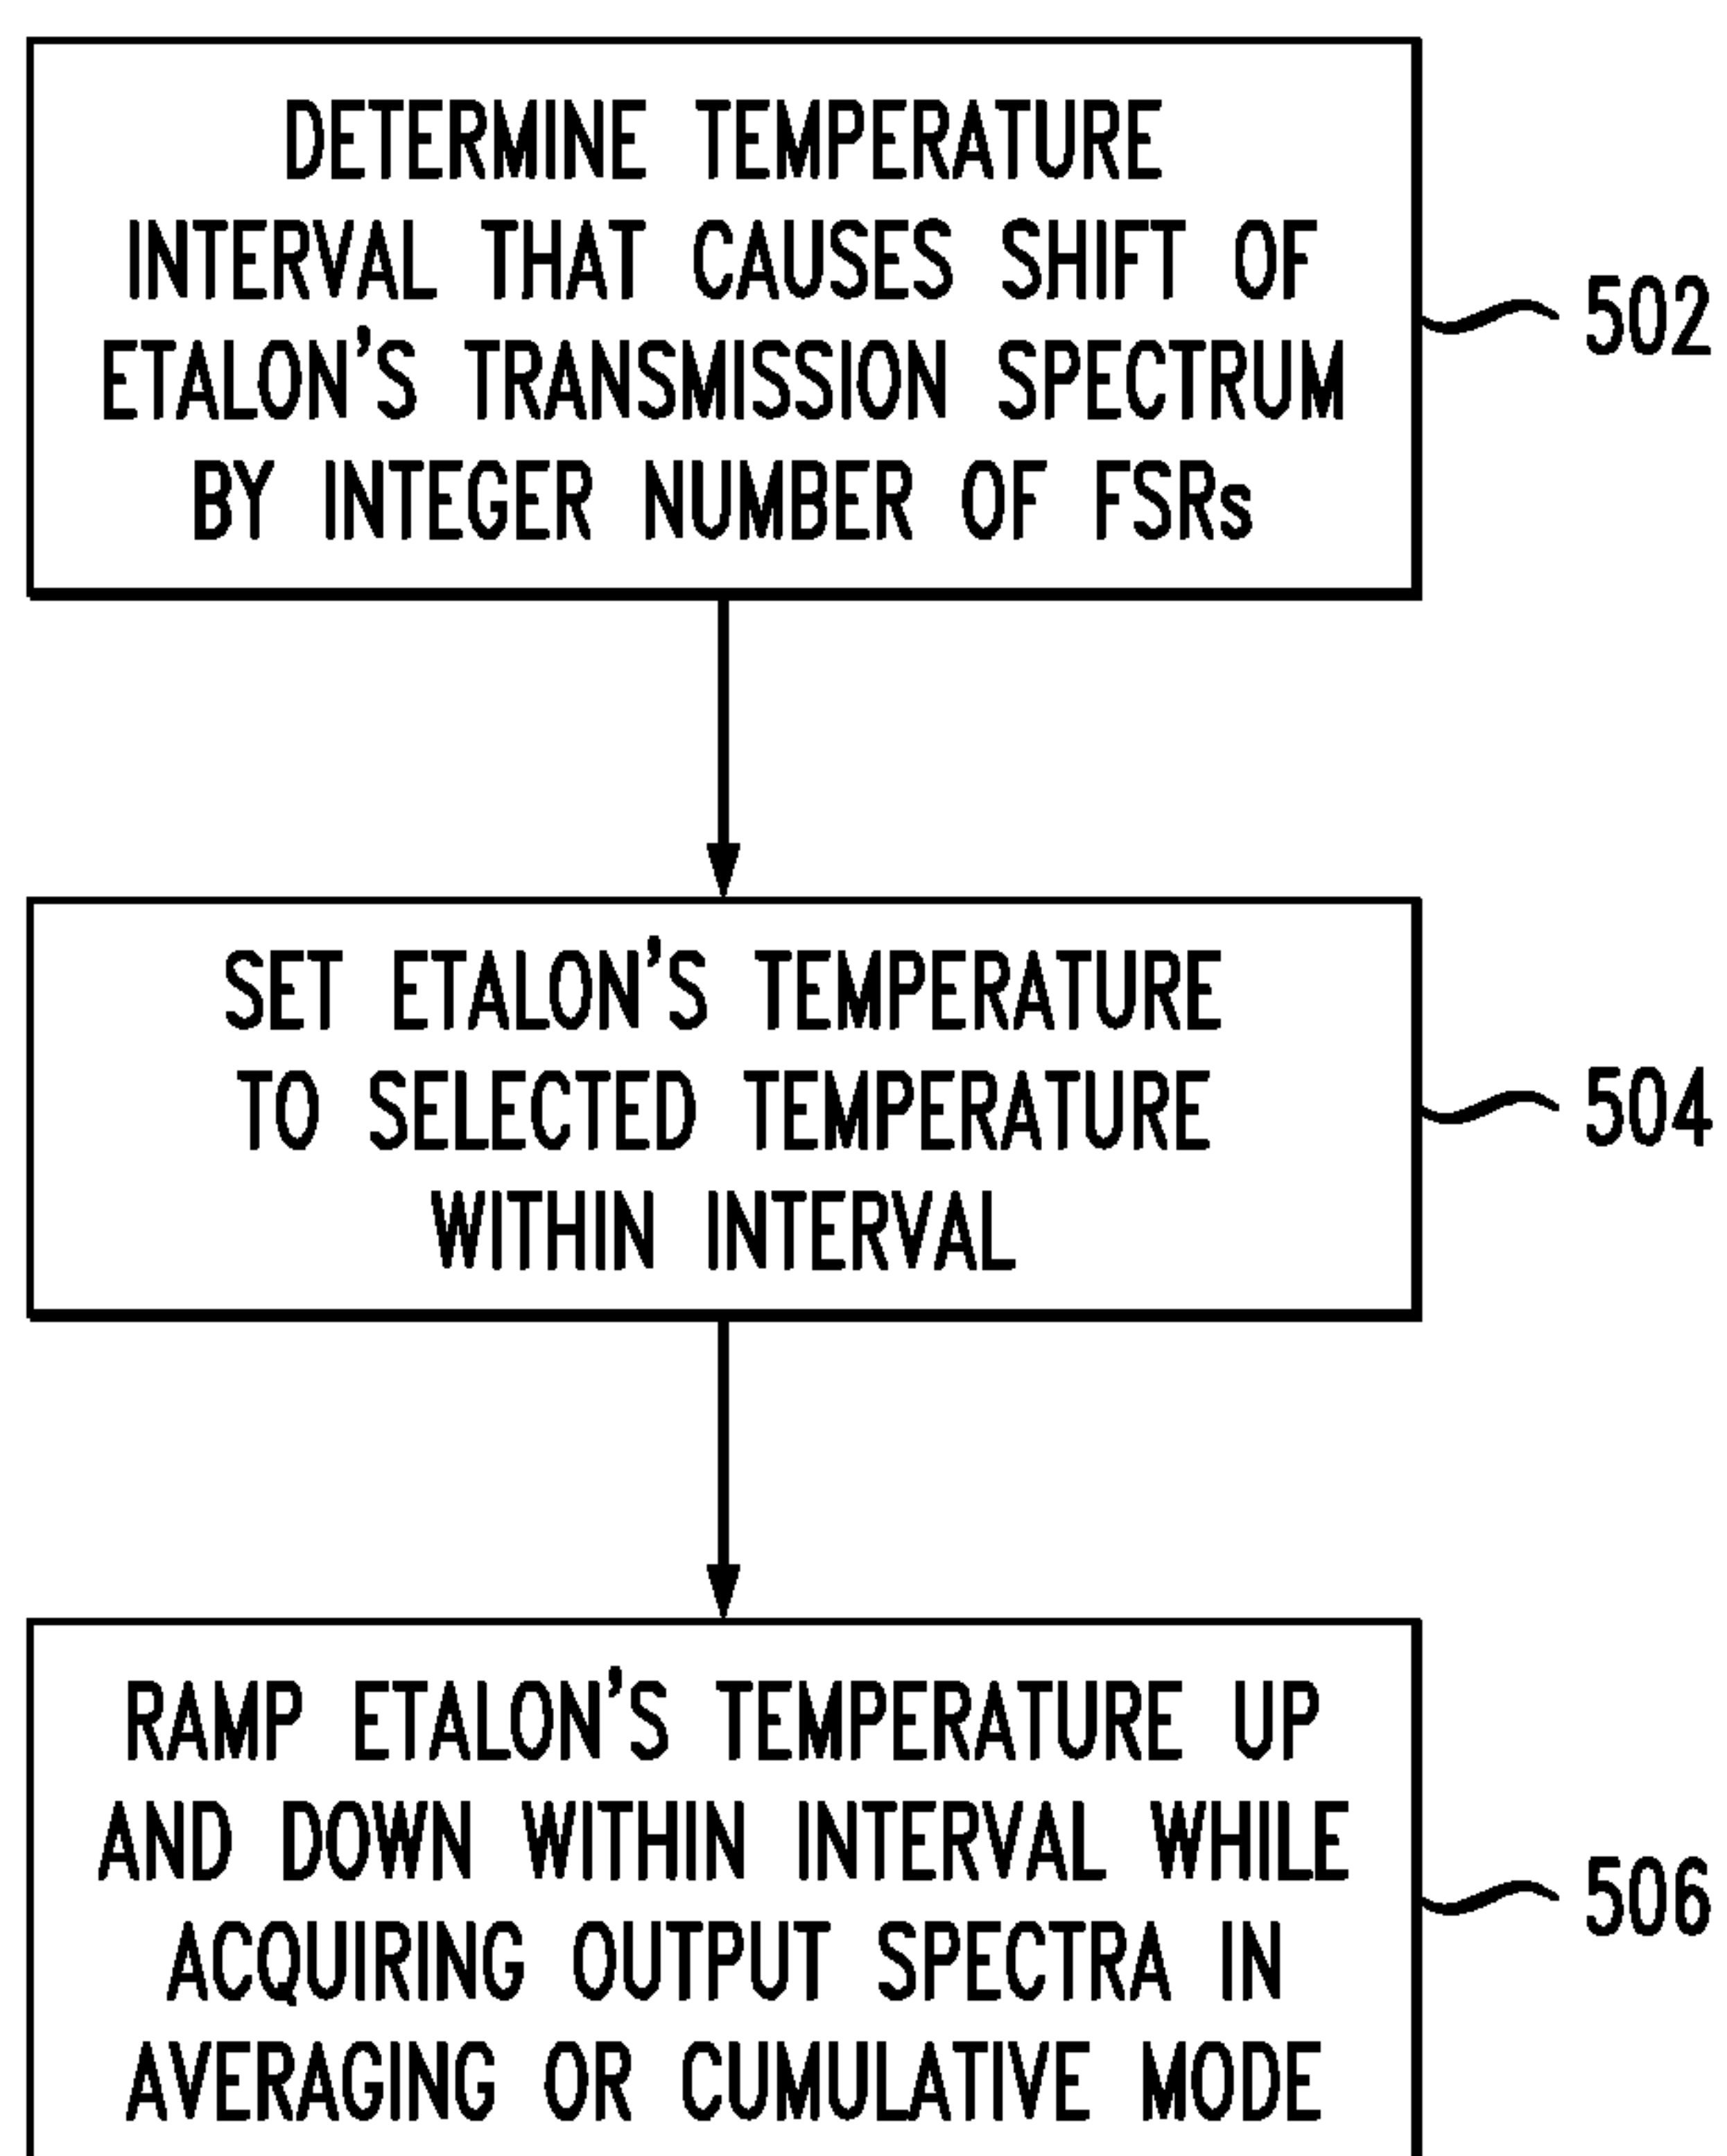 DETERMINE TEMPERATURE
INTERVAL THAT CAUSES SHIFT OF
ETALON'S TRANSMISSION SPECTRUM
BY INTEGER NUMBER OF FSRs
502
SET ETALON'S TEMPERATURE
TO SELECTED TEMPERATURE
WITHIN INTERVAL
504
RAMP ETALON'S TEMPERATURE UP
AND DOWN WITHIN INTERVAL WHILE
ACQUIRING OUTPUT SPECTRA IN
AVERAGING OR CUMULATIVE MODE
506